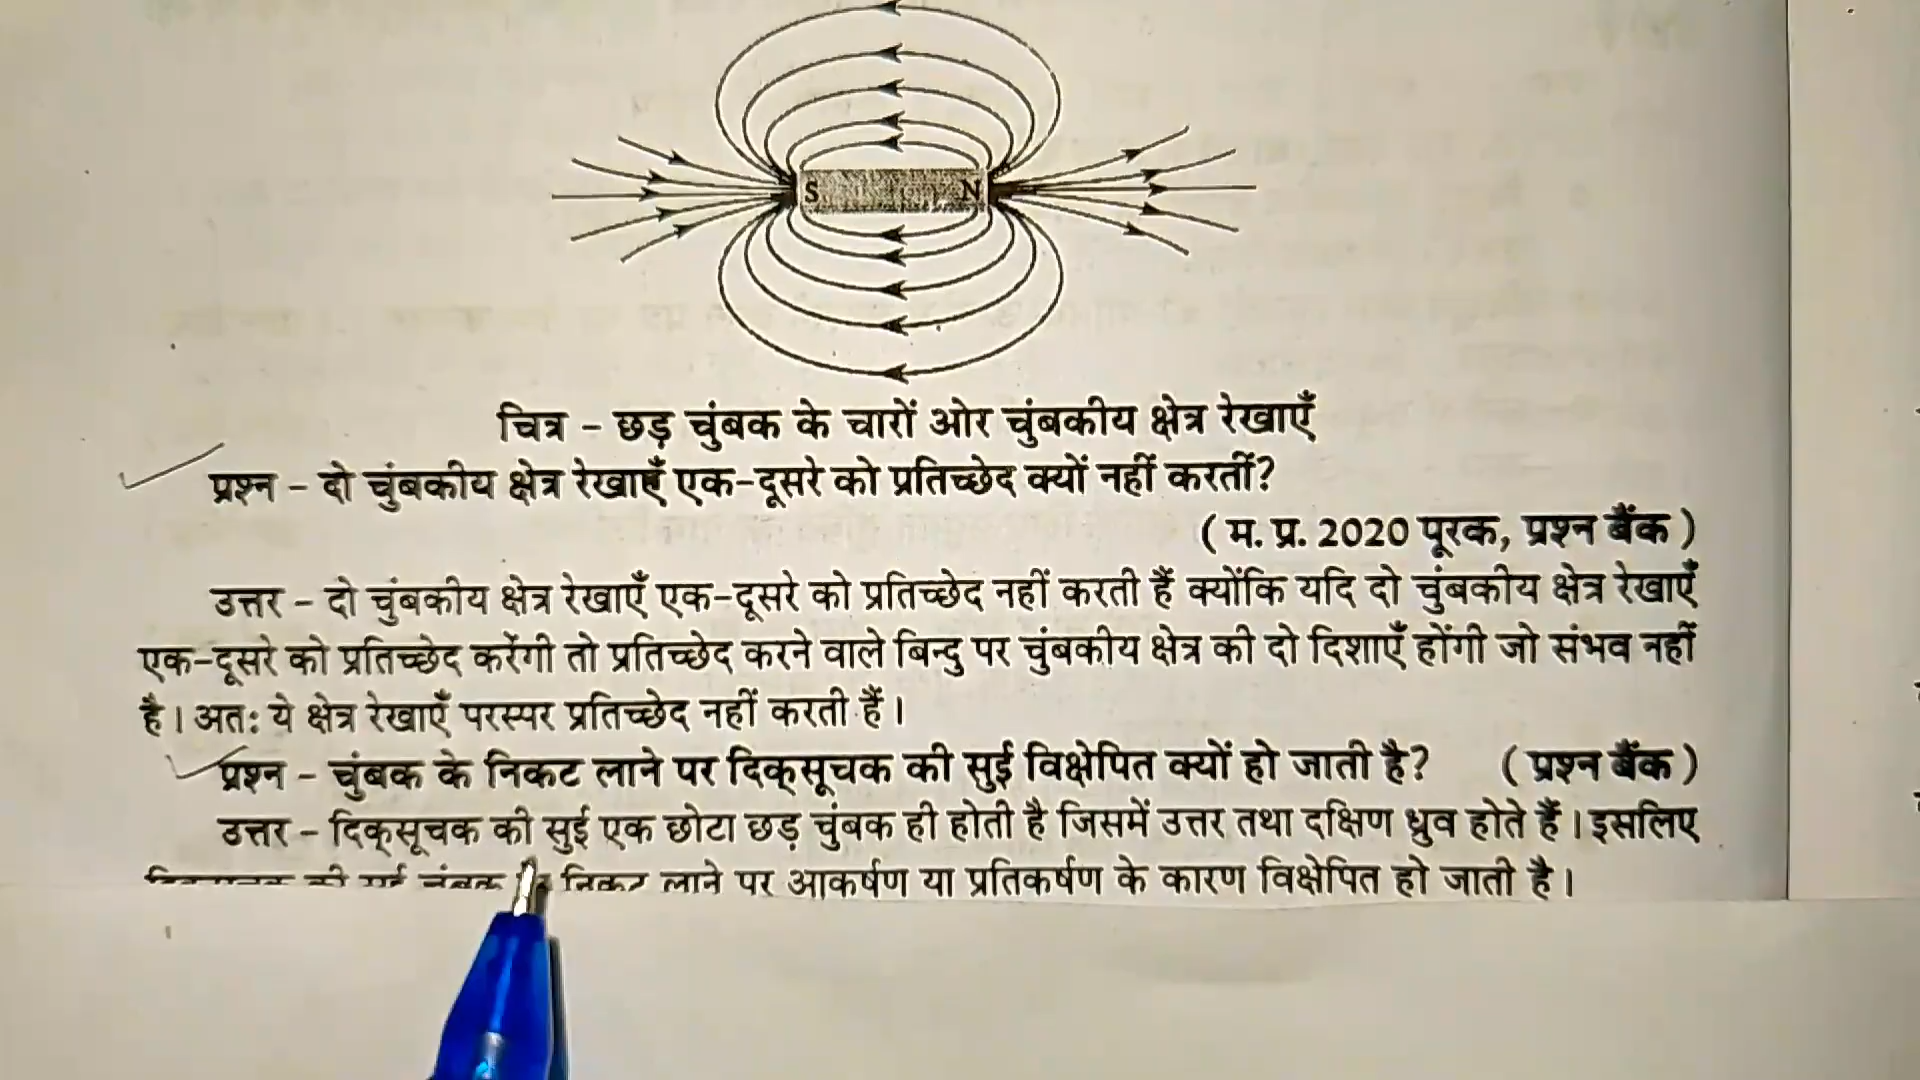 S N
चित्र – छड़ चुंबक के चारों ओर चुंबकीय क्षेत्र रेखाएँ
प्रश्न – दो चुंबकीय क्षेत्र रेखाएँ एक-दूसरे को प्रतिच्छेद क्यों नहीं करतीं?
( म. प्र. 2020 पूरक, प्रश्न बैंक )
उत्तर – दो चुंबकीय क्षेत्र रेखाएँ एक-दूसरे को प्रतिच्छेद नहीं करती हैं क्योंकि यदि दो चुंबकीय क्षेत्र रेखाएँ
एक-दूसरे को प्रतिच्छेद करेंगी तो प्रतिच्छेद करने वाले बिन्दु पर चुंबकीय क्षेत्र की दो दिशाएँ होंगी जो संभव नहीं
है। अतः ये क्षेत्र रेखाएँ परस्पर प्रतिच्छेद नहीं करती हैं।
प्रश्न – चुंबक के निकट लाने पर दिक्सूचक की सुई विक्षेपित क्यों हो जाती है? ( प्रश्न बैंक )
उत्तर – दिक्सूचक की सुई एक छोटा छड़ चुंबक ही होती है जिसमें उत्तर तथा दक्षिण ध्रुव होते हैं। इसलिए
की सुई चुंबक निकट लाने पर आकर्षण या प्रतिकर्षण के कारण विक्षेपित हो जाती है।